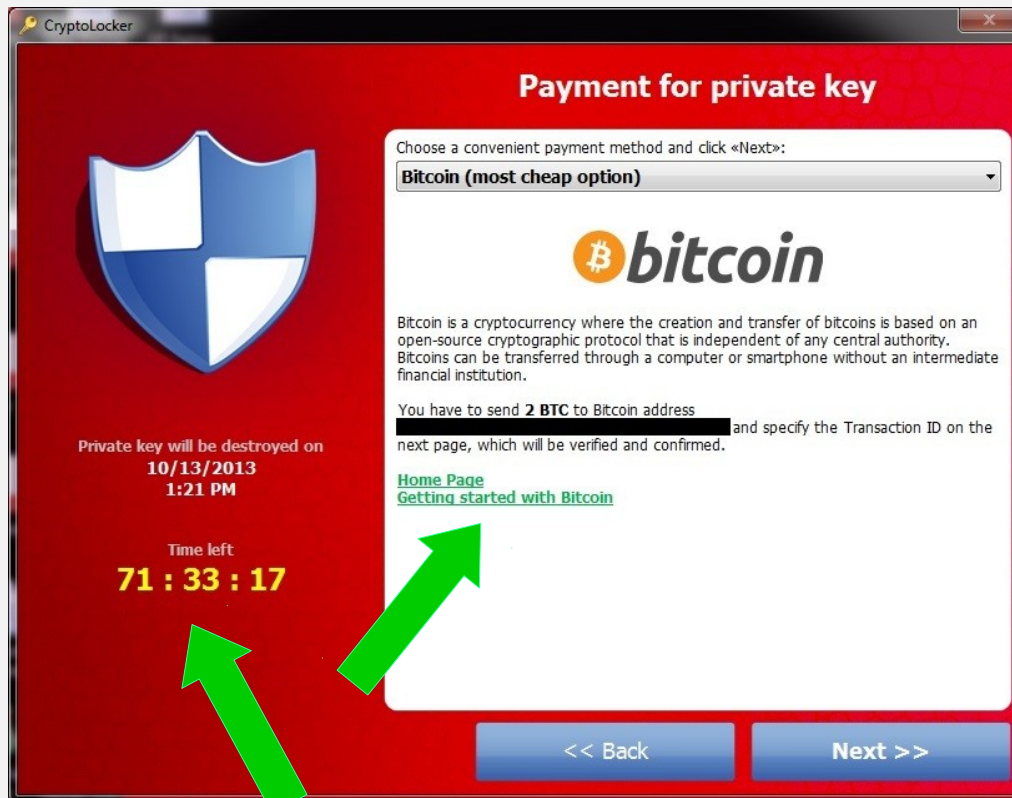 CryptoLocker
Payment for private key
Choose a convenient payment method and click «Next»:
Bitcoin (most cheap option)
bitcoin
Bitcoin is a cryptocurrency where the creation and transfer of bitcoins is based on an
open-source cryptographic protocol that is independent of any central authority.
Bitcoins can be transferred through a computer or smartphone without an intermediate
financial institution.
You have to send 2 BTC to Bitcoin address
and specify the Transaction ID on the
next page, which will be verified and confirmed.
Home Page
Getting started with Bitcoin
Private key will be destroyed on
10/13/2013
1:21 PM
Time left
71 : 33 : 17
<< Back
Next >>